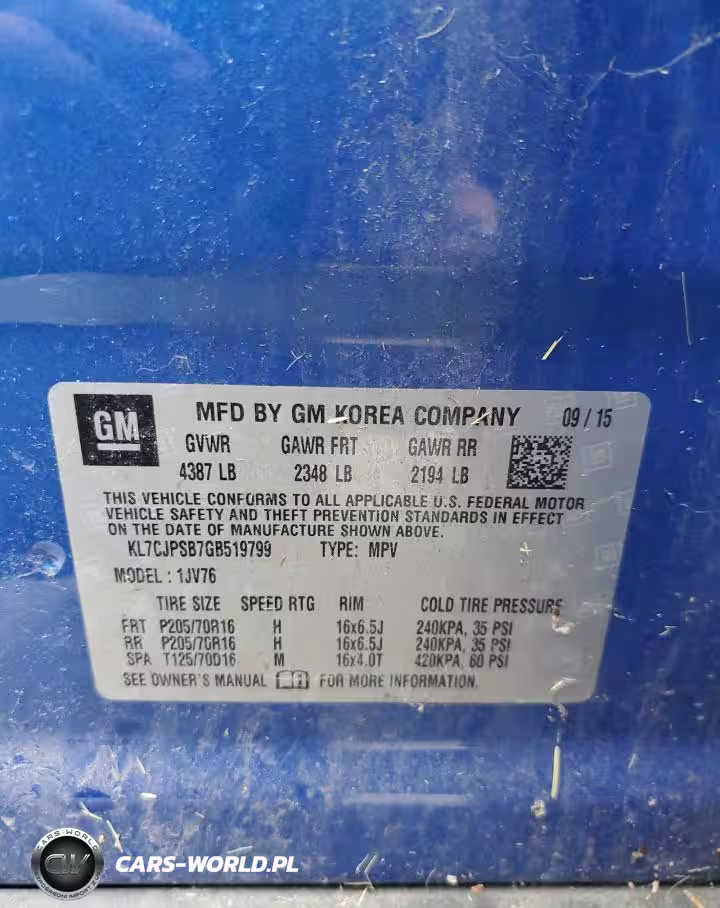 GM MFD BY GM KOREA COMPANY 09 / 15
GVWR GAWR FRT GAWR RR
4387 LB 2348 LB 2194 LB
THIS VEHICLE CONFORMS TO ALL APPLICABLE U.S. FEDERAL MOTOR
VEHICLE SAFETY AND THEFT PREVENTION STANDARDS IN EFFECT
ON THE DATE OF MANUFACTURE SHOWN ABOVE.
KL7CJPSB7GB519799 TYPE: MPV
MODEL : 1JV76
TIRE SIZE SPEED RTG RIM COLD TIRE PRESSURE
FRT P205/70R16 H 16x6.5J 240KPA, 35 PSI
RR P205/70R16 H 16x6.5J 240KPA, 35 PSI
SPA T125/70D16 M 16x4.0T 420KPA, 60 PSI
SEE OWNER'S MANUAL FOR MORE INFORMATION.
CARS-WORLD
CW
CARS-WORLD.PL